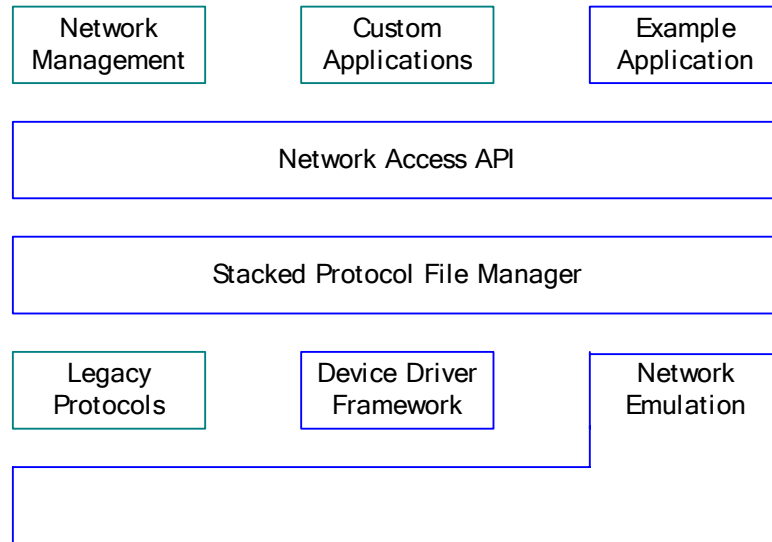 Network Custom Example
Management Applications Application
Network Access API
Stacked Protocol File Manager
Legacy Device Driver Network
Protocols Framework Emulation